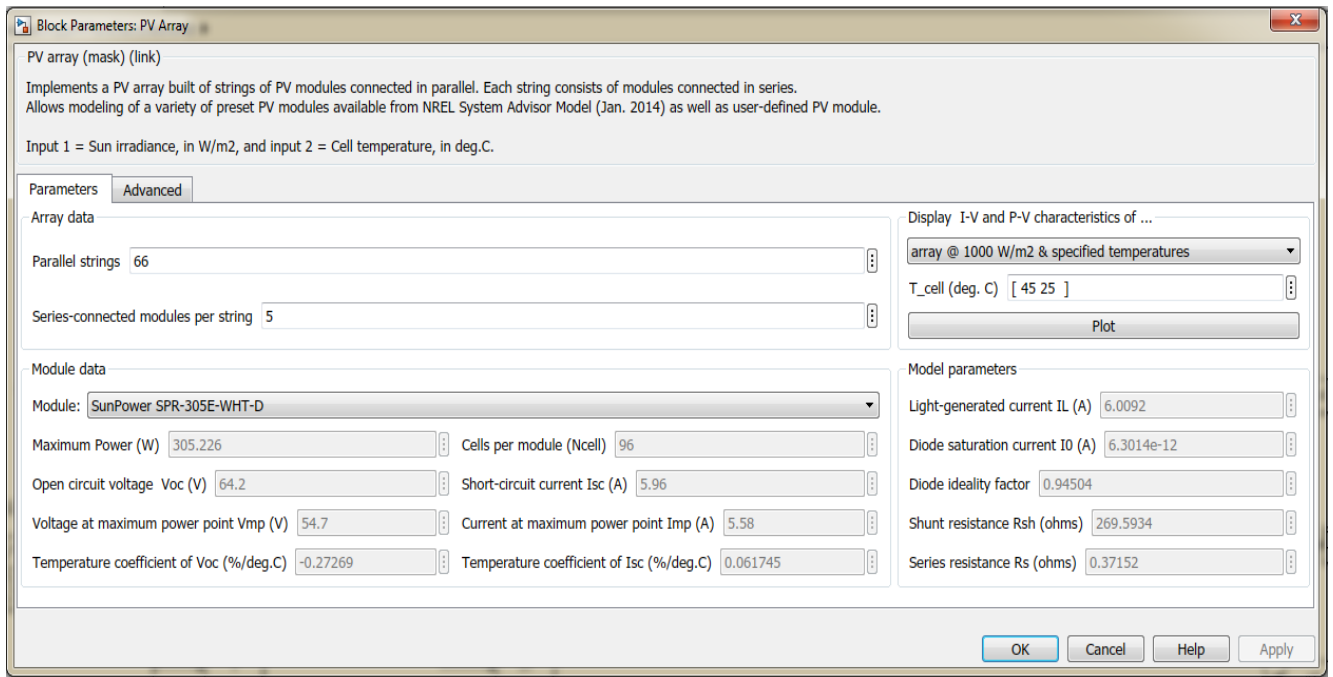 Block Parameters: PV Array
PV array (mask) (link)
Implements a PV array built of strings of PV modules connected in parallel. Each string consists of modules connected in series.
Allows modeling of a variety of preset PV modules available from NREL System Advisor Model (Jan. 2014) as well as user-defined PV module.
Input 1 = Sun irradiance, in W/m2, and input 2 = Cell temperature, in deg.C.
Parameters Advanced
Array data
Parallel strings 66
Series-connected modules per string 5
Display I-V and P-V characteristics of ...
array @ 1000 W/m2 & specified temperatures
T_cell (deg. C) [ 45 25 ]
Plot
Module data
Module: SunPower SPR-305E-WHT-D
Maximum Power (W) 305.226 Cells per module (Ncell) 96
Open circuit voltage Voc (V) 64.2 Short-circuit current Isc (A) 5.96
Voltage at maximum power point Vmp (V) 54.7 Current at maximum power point Imp (A) 5.58
Temperature coefficient of Voc (%/deg.C) -0.27269 Temperature coefficient of Isc (%/deg.C) 0.061745
Model parameters
Light-generated current IL (A) 6.0092
Diode saturation current I0 (A) 6.3014e-12
Diode ideality factor 0.94504
Shunt resistance Rsh (ohms) 269.5934
Series resistance Rs (ohms) 0.37152
OK Cancel Help Apply